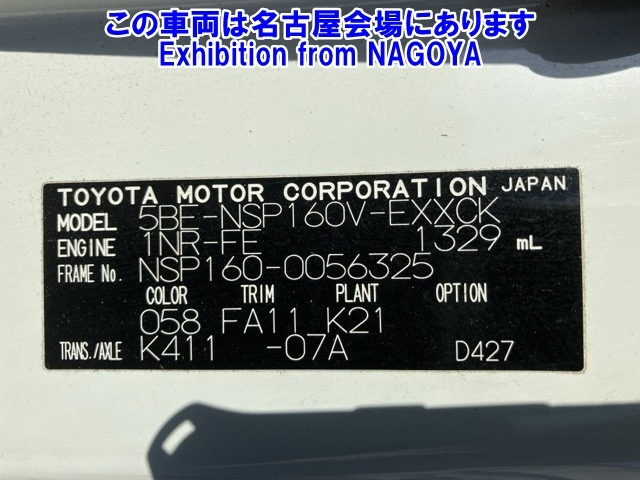 この車両は名古屋会場にあります
Exhibition from NAGOYA
TOYOTA MOTOR CORPORATION JAPAN
MODEL 5BE-NSP160V-EXXCK
ENGINE 1NR-FE 1329 mL
FRAME No. NSP160-0056325
COLOR TRIM PLANT OPTION
058 FA11 K21
TRANS./AXLE K411 -07A D427